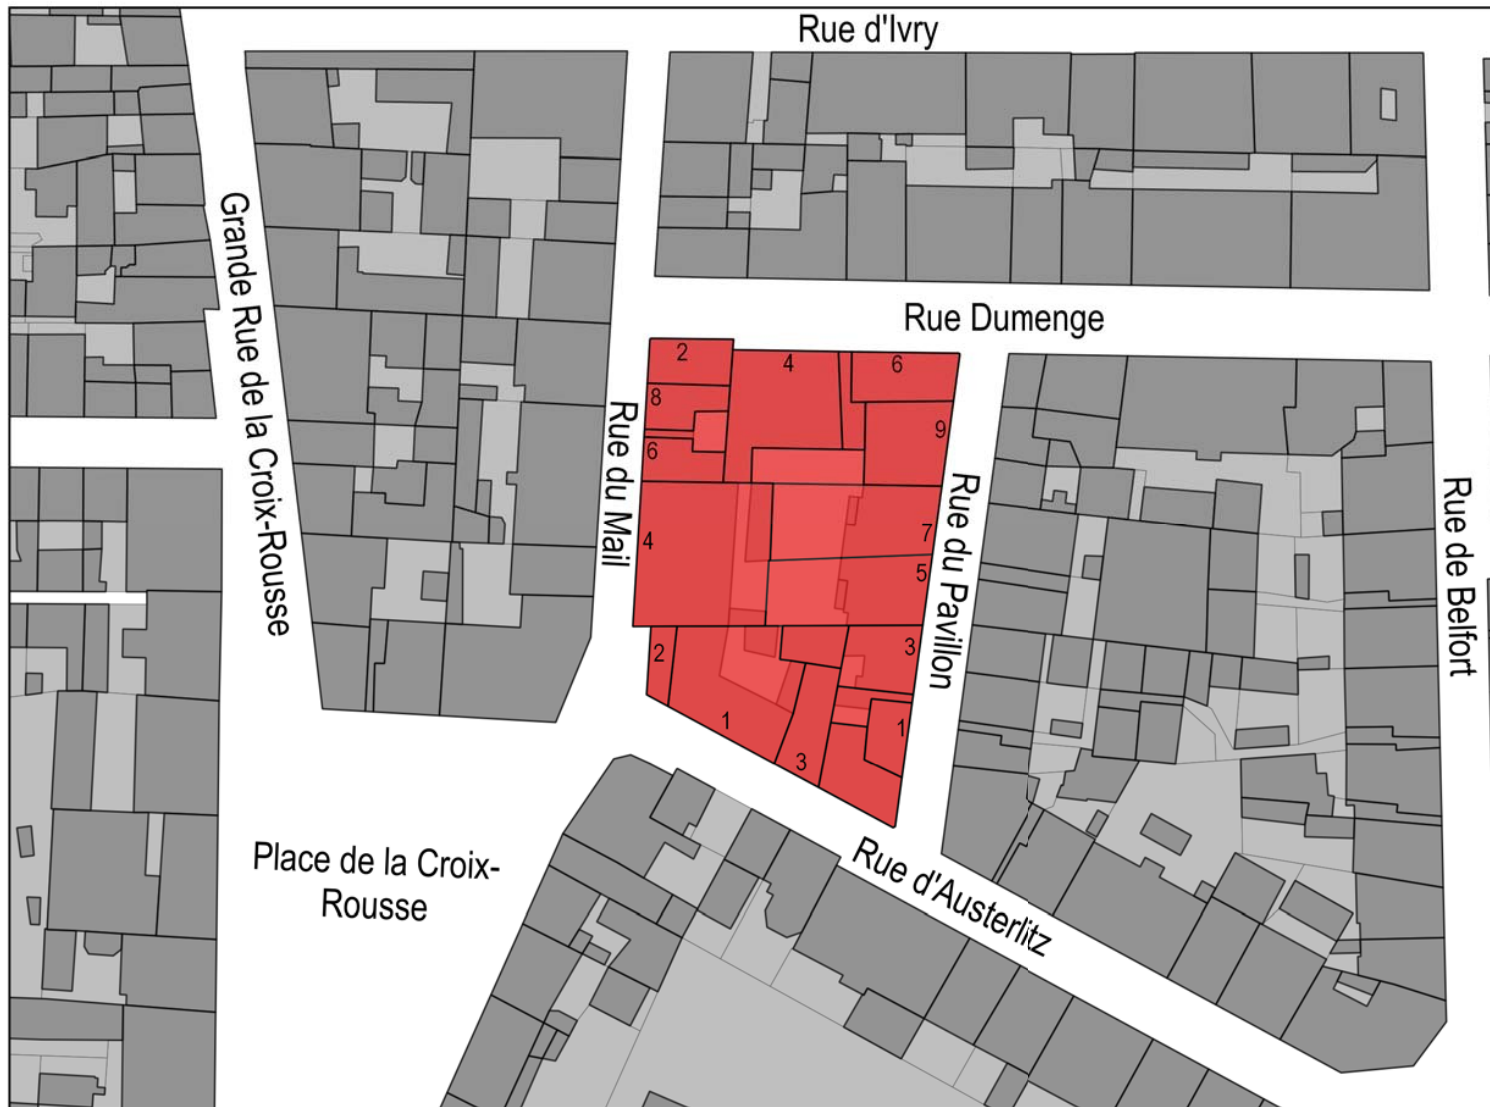 Rue d'Ivry
Grande Rue de la Croix-Rousse
Rue Dumenge
2
4
6
8
9
6
Rue du Mail
Rue du Pavillon
Rue de Belfort
4
7
5
2
3
1
1
3
Place de la Croix-
Rousse
Rue d'Austerlitz